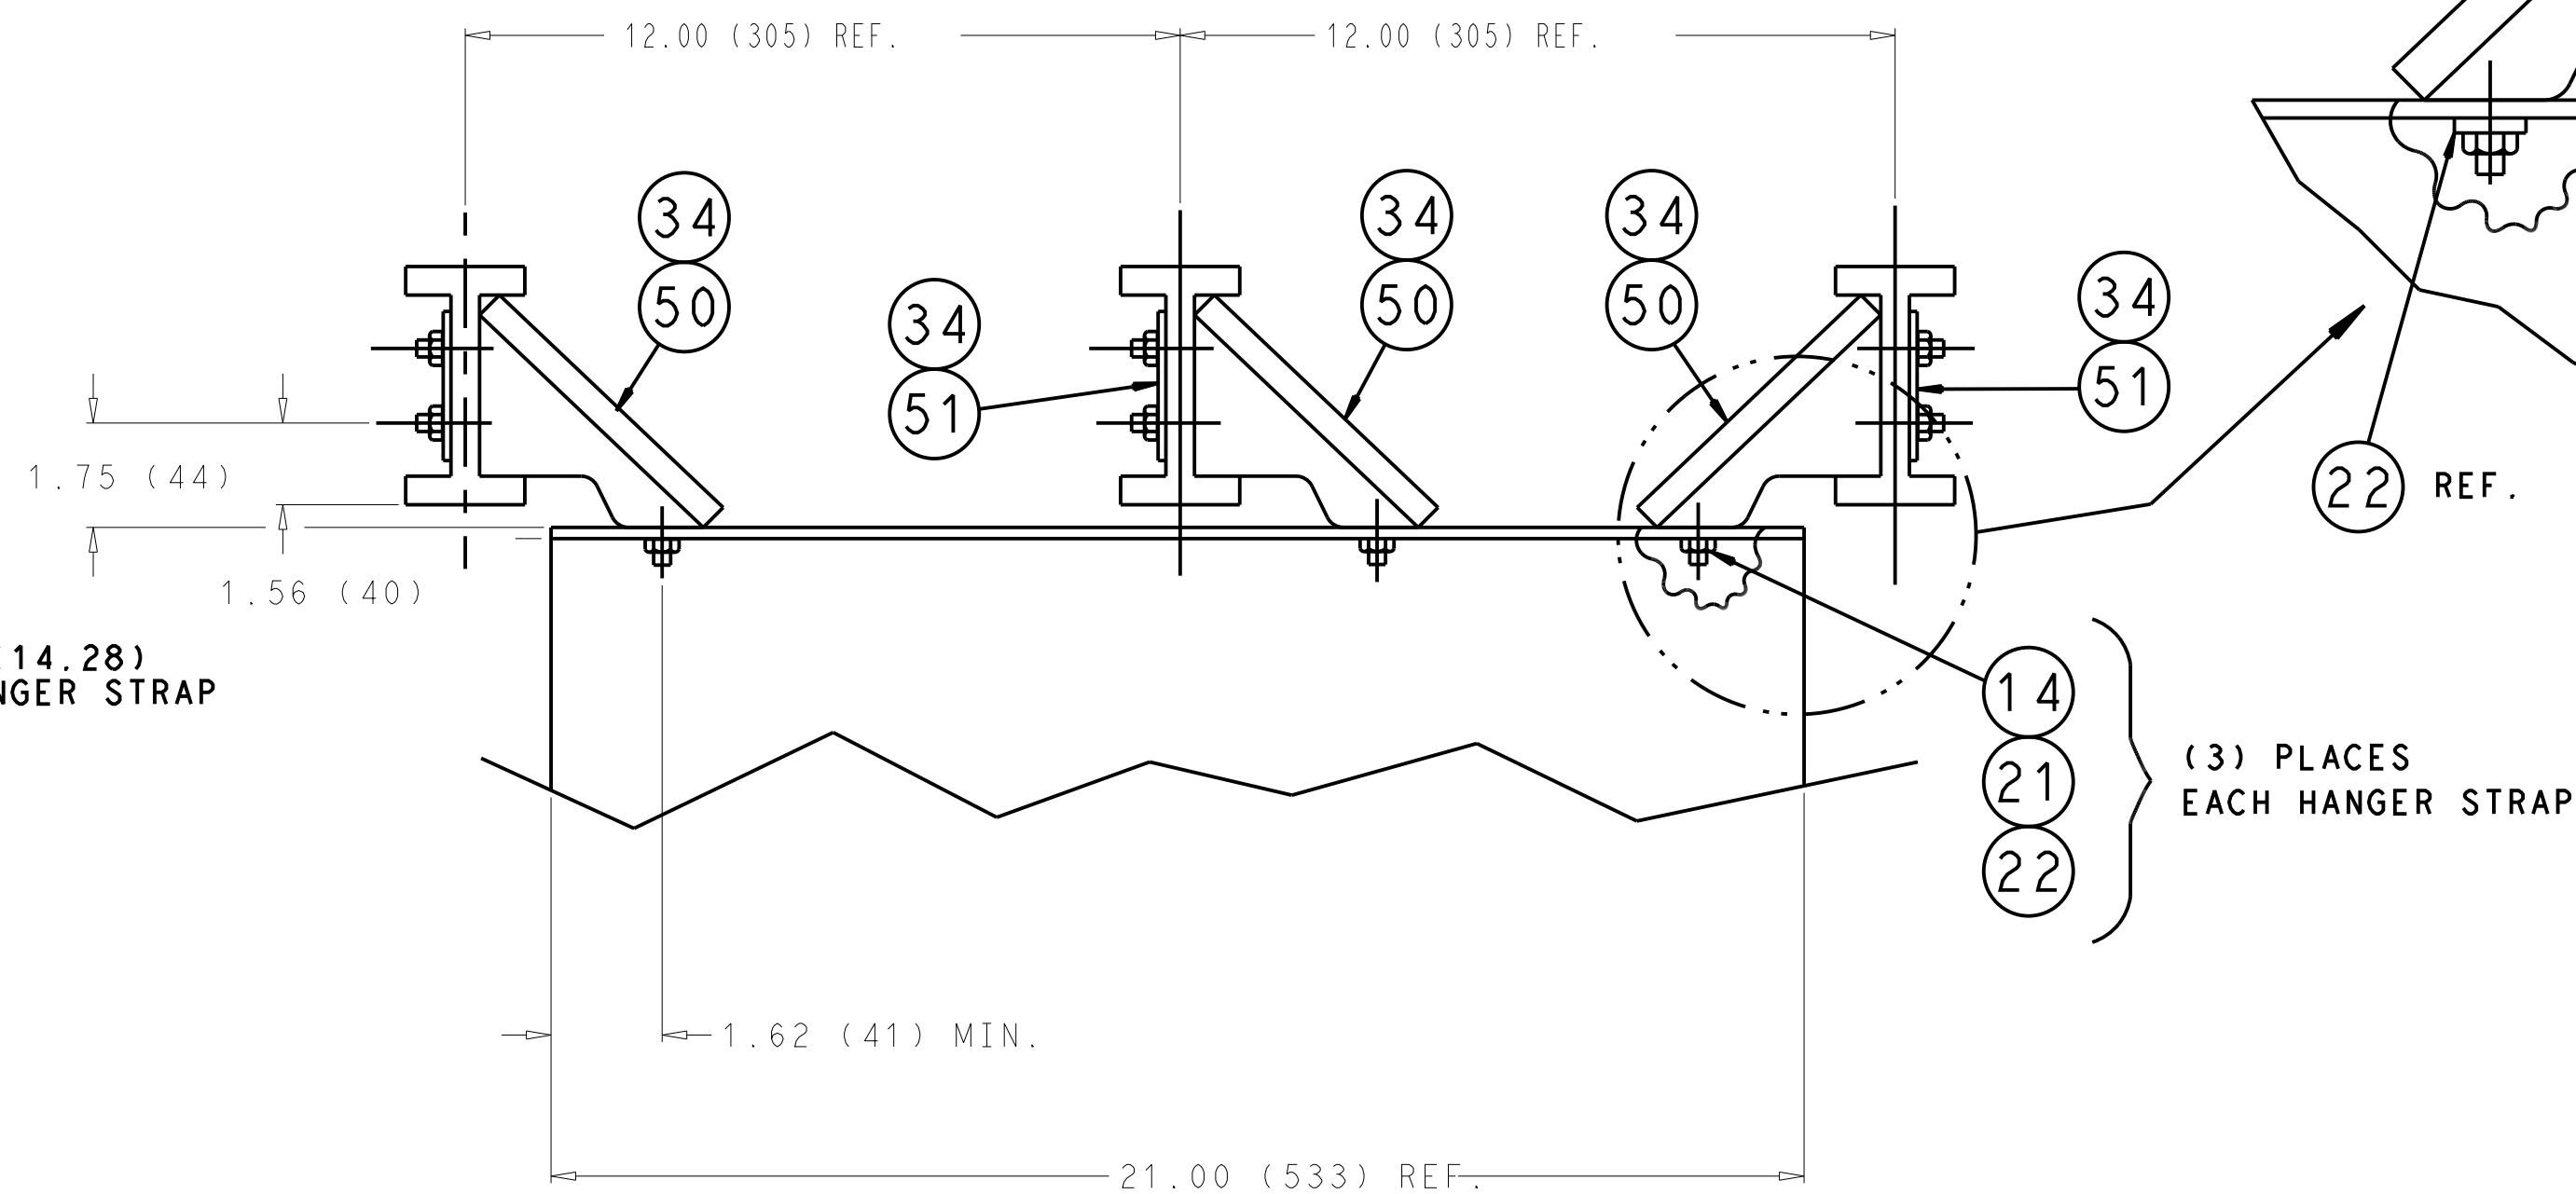 12.00 (305) REF.
12.00 (305) REF.
34
50
34
51
34
50
34
50
34
51
22 REF.
1.75 (44)
1.56 (40)
14.28)
STRAP
14
21
22
(3) PLACES
EACH HANGER STRAP
1.62 (41) MIN.
21.00 (533) REF.